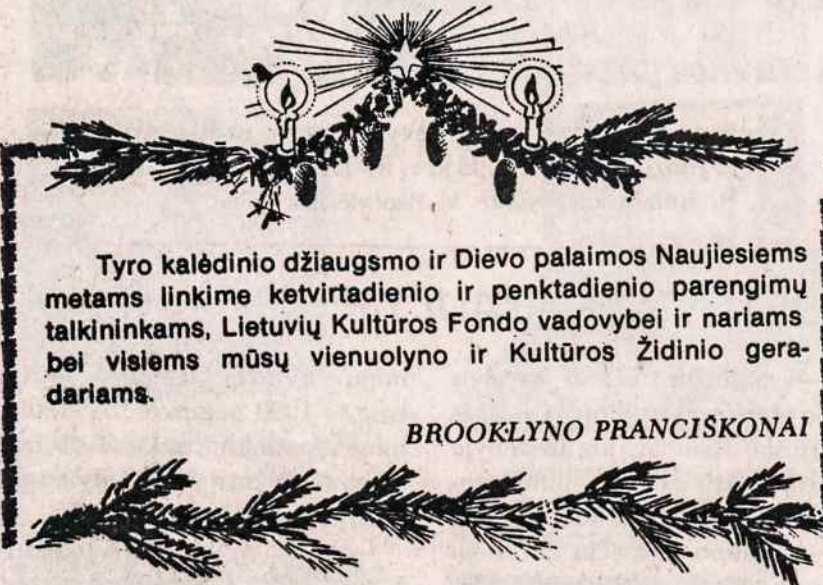 Tyro kalėdinio džiaugsmo ir Dievo palaimos Naujiesiems
metams linkime ketvirtadienio ir penktadienio parengimų
talkininkams, Lietuvių Kultūros Fondo vadovybei ir nariams
bei visiems mūsų vienuolyno ir Kultūros Židinio gera-
dariams.
BROOKLYNO PRANCIŠKONAI